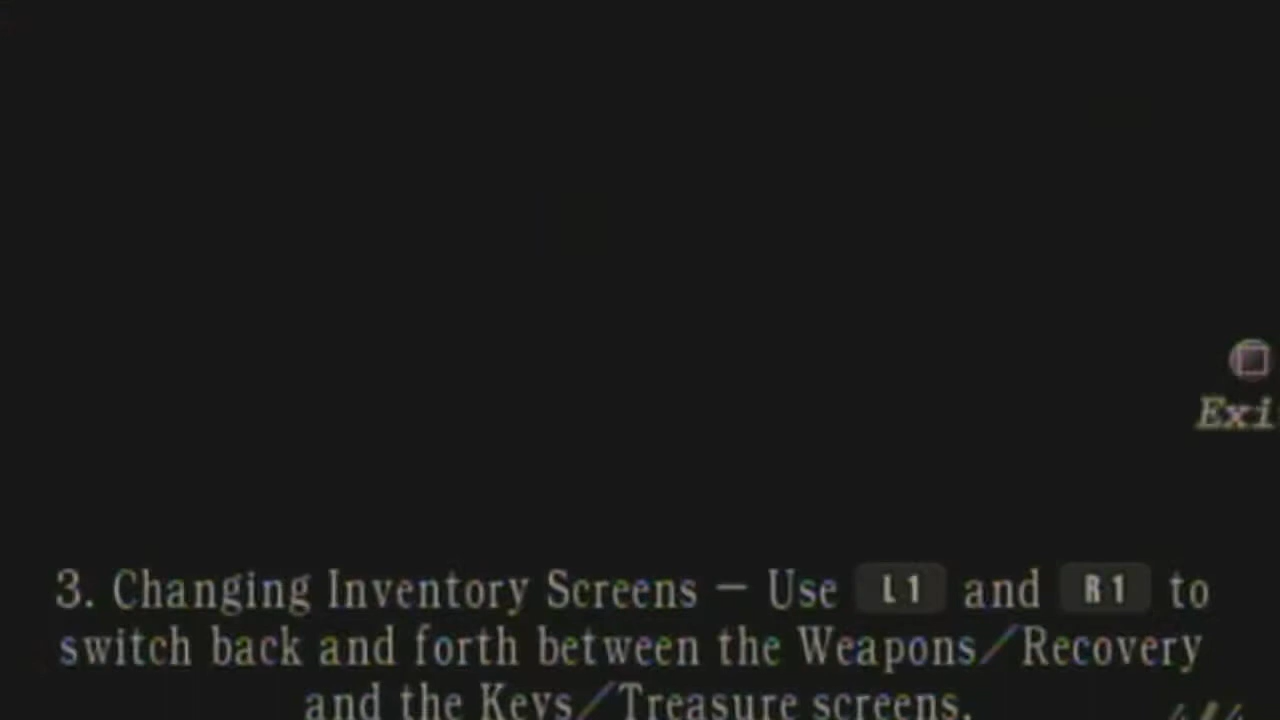 Exi
3. Changing Inventory Screens — Use L1 and R1 to
switch back and forth between the Weapons/Recovery
and the Keys/Treasure screens.